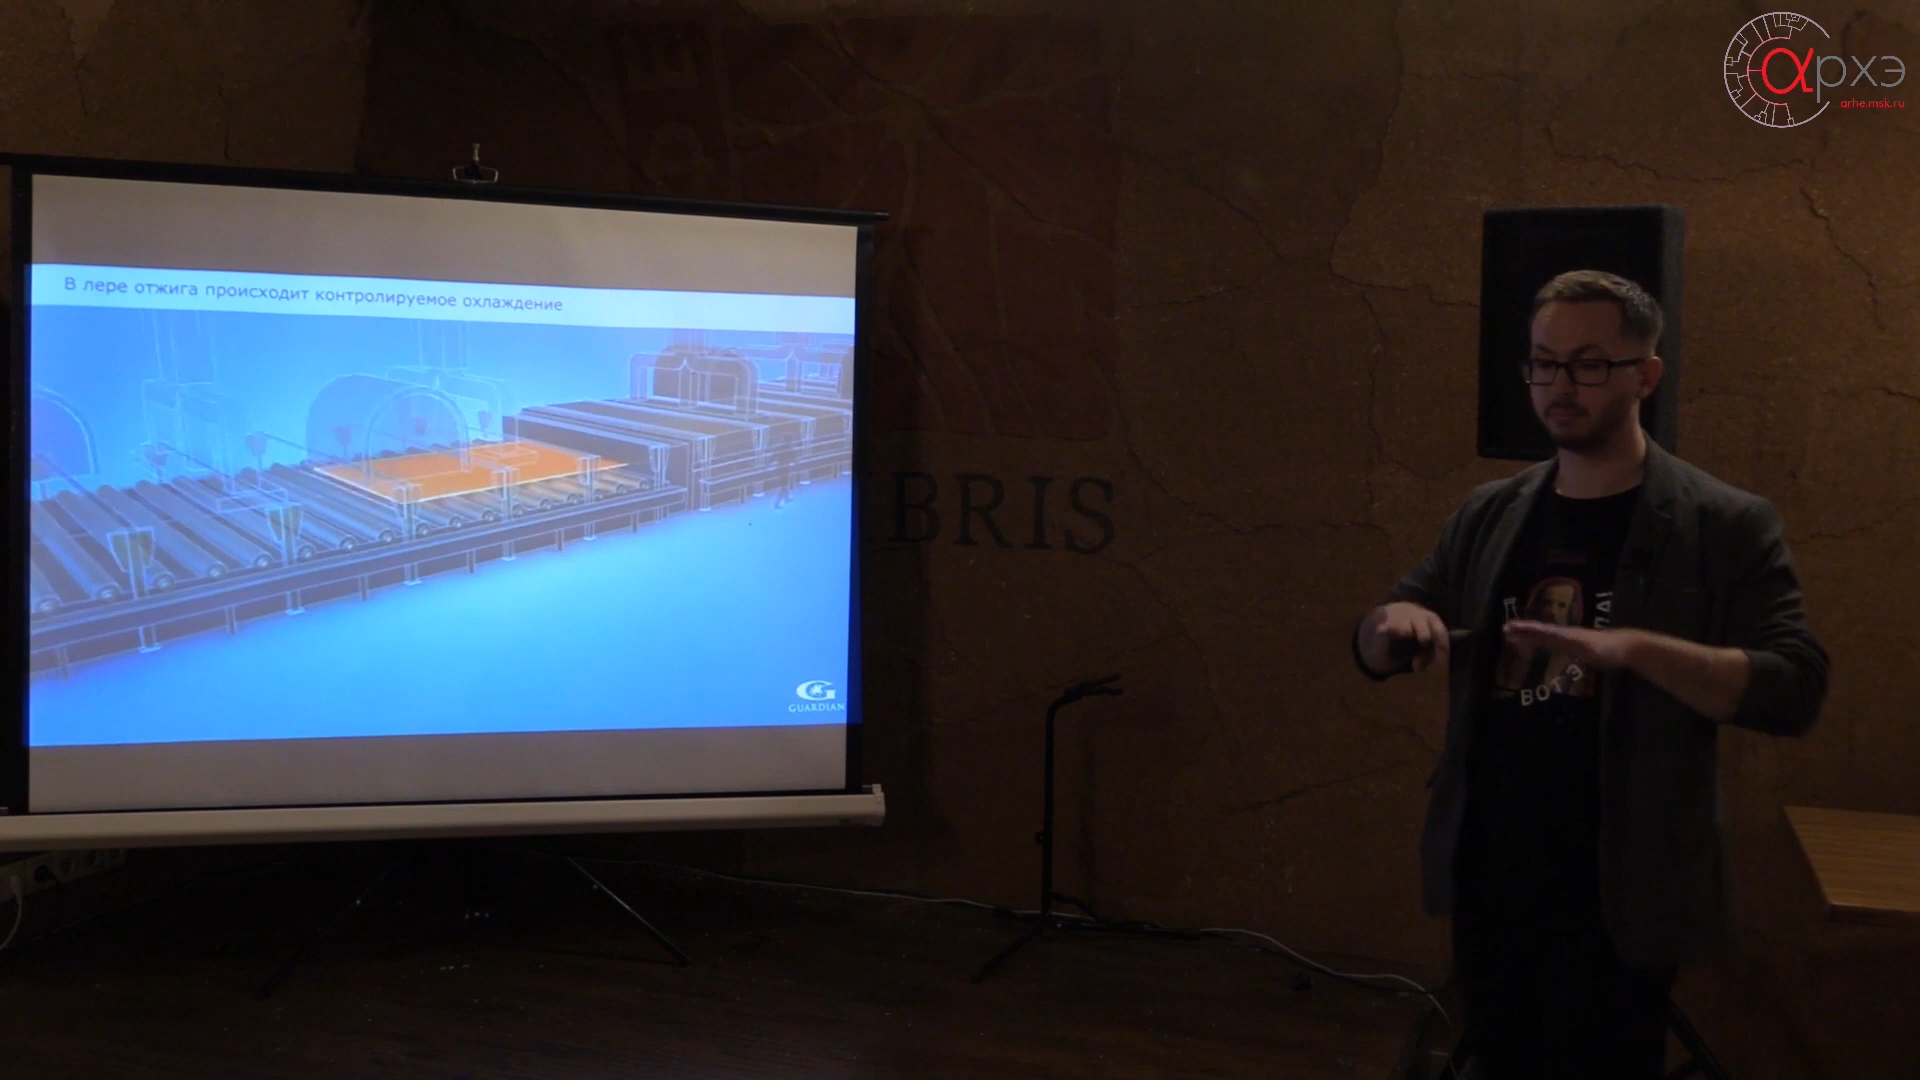 αрхэ
arhe.msk.ru
В лере отжига происходит контролируемое охлаждение
G
GUARDIAN
BRIS
ВОТ Э